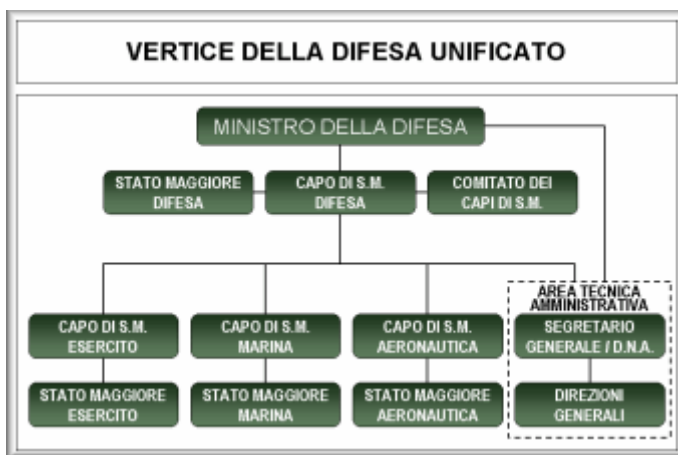 VERTICE DELLA DIFESA UNIFICATO
MINISTRO DELLA DIFESA
STATO MAGGIORE
DIFESA
CAPO DI S.M.
DIFESA
COMITATO DEI
CAPI DI S.M.
AREA TECNICA
AMMINISTRATIVA
CAPO DI S.M.
ESERCITO
CAPO DI S.M.
MARINA
CAPO DI S.M.
AERONAUTICA
SEGRETARIO
GENERALE / D.N.A.
STATO MAGGIORE
ESERCITO
STATO MAGGIORE
MARINA
STATO MAGGIORE
AERONAUTICA
DIREZIONI
GENERALI